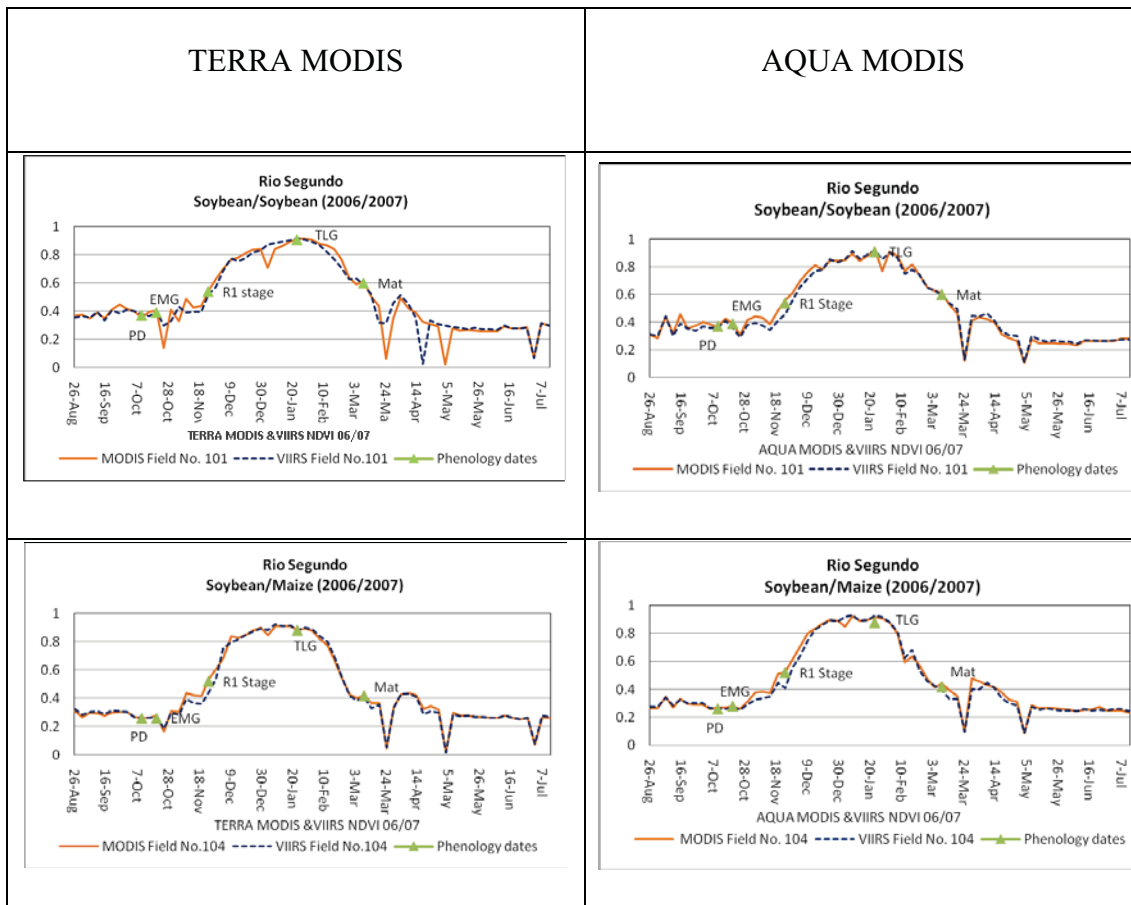 TERRA MODIS
AQUA MODIS
Rio Segundo
Soybean/Soybean (2006/2007)
1
0.8
0.6
0.4
0.2
0
TLG
EMG
R1 stage
Mat
PD
26-Aug
16-Sep
7-Oct
28-Oct
18-Nov
9-Dec
30-Dec
20-Jan
10-Feb
3-Mar
24-Ma
14-Apr
5-May
26-May
16-Jun
7-Jul
TERRA MODIS &VIIRS NDVI 06/07
MODIS Field No. 101
VIIRS Field No.101
Phenology dates
Rio Segundo
Soybean/Soybean (2006/2007)
1
0.8
0.6
0.4
0.2
0
TLG
EMG
R1 Stage
Mat
PD
26-Aug
16-Sep
7-Oct
28-Oct
18-Nov
9-Dec
30-Dec
20-Jan
10-Feb
3-Mar
24-Mar
14-Apr
5-May
26-May
16-Jun
7-Jul
AQUA MODIS &VIIRS NDVI 06/07
MODIS Field No. 101
VIIRS Field No. 101
Phenology dates
Rio Segundo
Soybean/Maize (2006/2007)
1
0.8
0.6
0.4
0.2
0
TLG
R1 Stage
Mat
EMG
PD
26-Aug
16-Sep
7-Oct
28-Oct
18-Nov
9-Dec
30-Dec
20-Jan
10-Feb
3-Mar
24-Mar
14-Apr
5-May
26-May
16-Jun
7-Jul
TERRA MODIS &VIIRS NDVI 06/07
MODIS Field No.104
VIIRS Field No.104
Phenology dates
Rio Segundo
Soybean/Maize (2006/2007)
1
0.8
0.6
0.4
0.2
0
TLG
R1 Stage
Mat
EMG
PD
26-Aug
16-Sep
7-Oct
28-Oct
18-Nov
9-Dec
30-Dec
20-Jan
10-Feb
3-Mar
24-Mar
14-Apr
5-May
26-May
16-Jun
7-Jul
AQUA MODIS &VIIRS NDVI 06/07
MODIS Field No. 104
VIIRS Field No. 104
Phenology dates